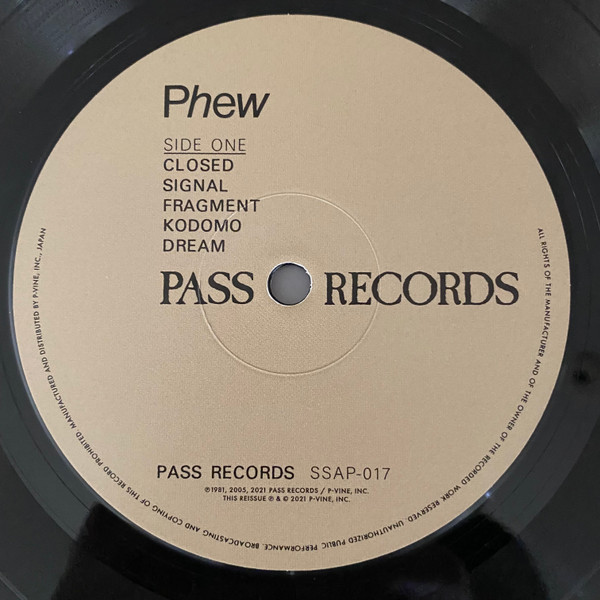 Phew
SIDE ONE
CLOSED
SIGNAL
FRAGMENT
KODOMO
DREAM
PASS RECORDS
PASS RECORDS SSAP-017
℗1981, 2005, 2021 PASS RECORDS / P-VINE, INC.
THIS REISSUE ℗ & © 2021 P-VINE, INC.
ALL RIGHTS OF THE MANUFACTURER AND OF THE OWNER OF THE RECORDED WORK RESERVED. UNAUTHORIZED PUBLIC PERFORMANCE, BROADCASTING AND COPYING OF THIS RECORD PROHIBITED. MANUFACTURED AND DISTRIBUTED BY P-VINE, INC., JAPAN